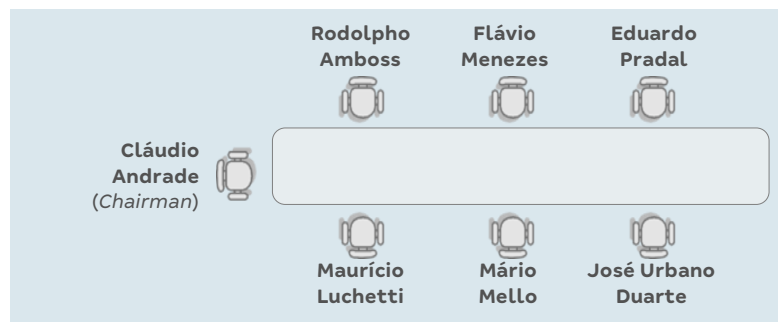 Rodolpho
Amboss
Flávio
Menezes
Eduardo
Pradal
Cláudio
Andrade
(Chairman)
Maurício
Luchetti
Mário
Mello
José Urbano
Duarte